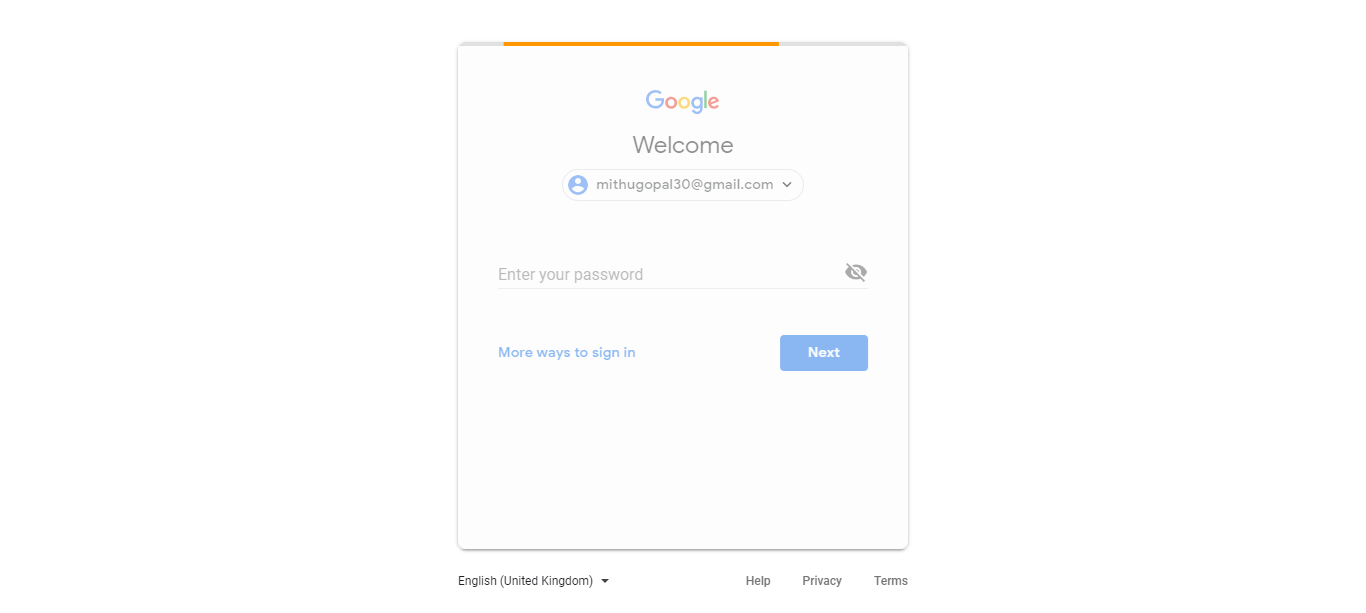 Google
Welcome
mithugopal30@gmail.com
Enter your password
More ways to sign in
Next
English (United Kingdom)
Help
Privacy
Terms